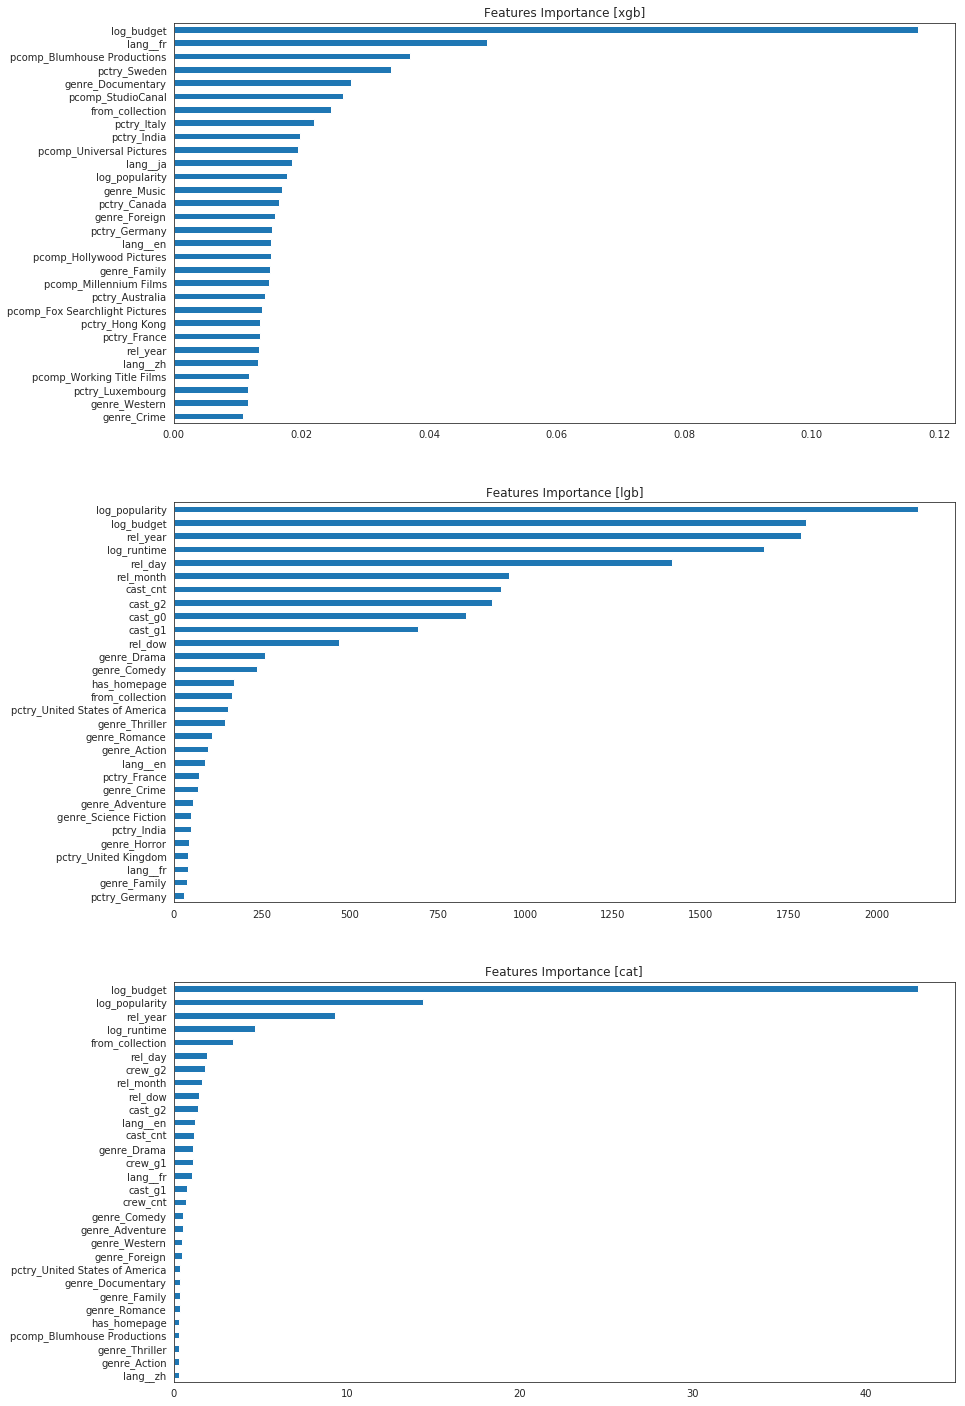 Features Importance [xgb]
log_budget
lang__fr
pcomp_Blumhouse Productions
pctry_Sweden
genre_Documentary
pcomp_StudioCanal
from_collection
pctry_Italy
pctry_India
pcomp_Universal Pictures
lang__ja
log_popularity
genre_Music
pctry_Canada
genre_Foreign
pctry_Germany
lang__en
pcomp_Hollywood Pictures
genre_Family
pcomp_Millennium Films
pctry_Australia
pcomp_Fox Searchlight Pictures
pctry_Hong Kong
pctry_France
rel_year
lang__zh
pcomp_Working Title Films
pctry_Luxembourg
genre_Western
genre_Crime
0.00 0.02 0.04 0.06 0.08 0.10 0.12
Features Importance [lgb]
log_popularity
log_budget
rel_year
log_runtime
rel_day
rel_month
cast_cnt
cast_g2
cast_g0
cast_g1
rel_dow
genre_Drama
genre_Comedy
has_homepage
from_collection
pctry_United States of America
genre_Thriller
genre_Romance
genre_Action
lang__en
pctry_France
genre_Crime
genre_Adventure
genre_Science Fiction
pctry_India
genre_Horror
pctry_United Kingdom
lang__fr
genre_Family
pctry_Germany
0 250 500 750 1000 1250 1500 1750 2000
Features Importance [cat]
log_budget
log_popularity
rel_year
log_runtime
from_collection
rel_day
crew_g2
rel_month
rel_dow
cast_g2
lang__en
cast_cnt
genre_Drama
crew_g1
lang__fr
cast_g1
crew_cnt
genre_Comedy
genre_Adventure
genre_Western
genre_Foreign
pctry_United States of America
genre_Documentary
genre_Family
genre_Romance
has_homepage
pcomp_Blumhouse Productions
genre_Thriller
genre_Action
lang__zh
0 10 20 30 40